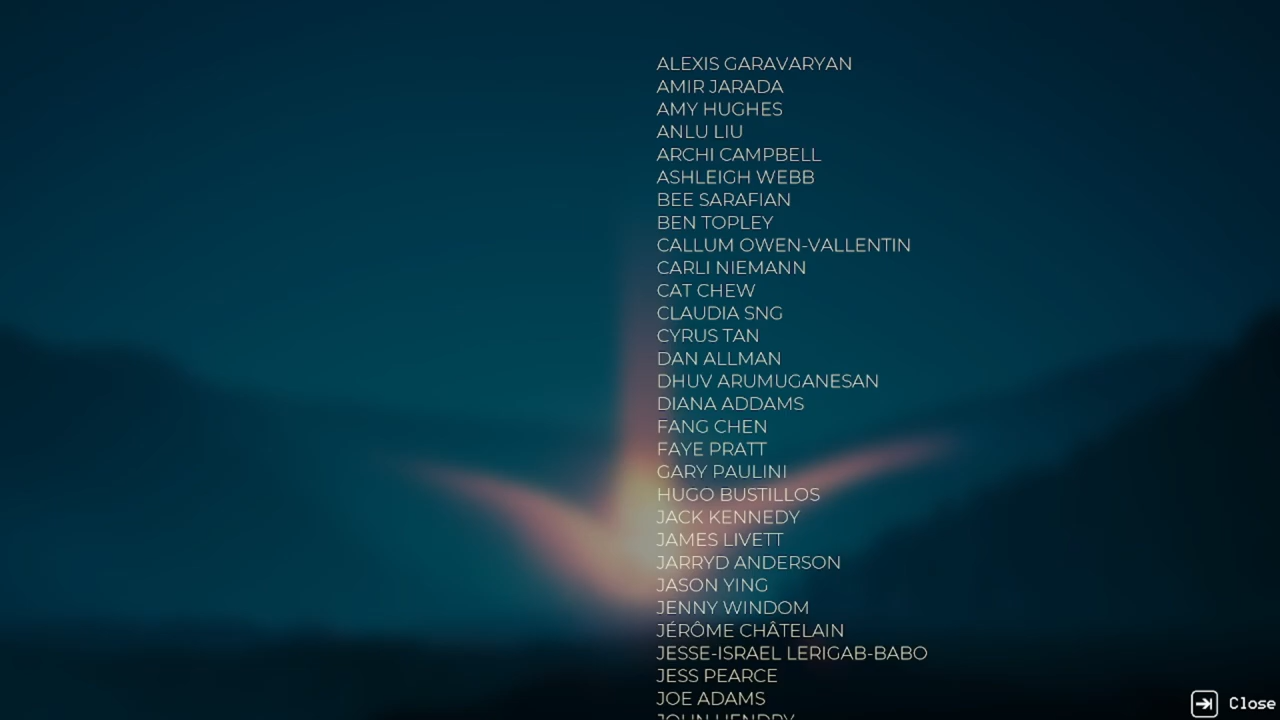 ALEXIS GARAVARYAN
AMIR JARADA
AMY HUGHES
ANLU LIU
ARCHI CAMPBELL
ASHLEIGH WEBB
BEE SARAFIAN
BEN TOPLEY
CALLUM OWEN-VALLENTIN
CARLI NIEMANN
CAT CHEW
CLAUDIA SNG
CYRUS TAN
DAN ALLMAN
DHUV ARUMUGANESAN
DIANA ADDAMS
FANG CHEN
FAYE PRATT
GARY PAULINI
HUGO BUSTILLOS
JACK KENNEDY
JAMES LIVETT
JARRYD ANDERSON
JASON YING
JENNY WINDOM
JÉRÔME CHÂTELAIN
JESSE-ISRAEL LERIGAB-BABO
JESS PEARCE
JOE ADAMS
JOHN HENDRY
Close